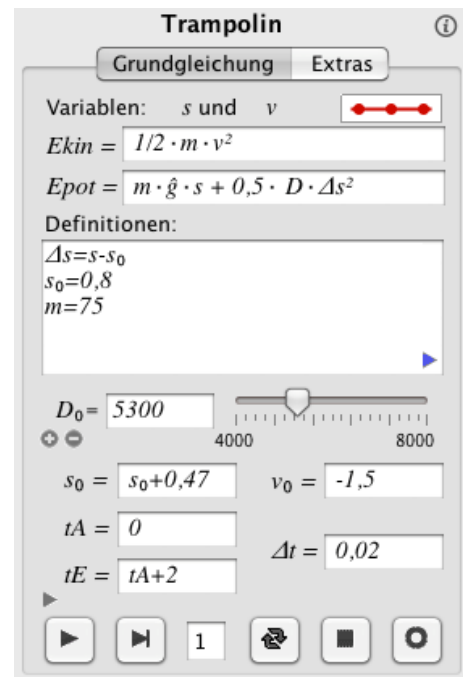 Trampolin
Grundgleichung Extras
Variablen: s und v
Ekin = 1/2 · m · v²
Epot = m · ĝ · s + 0,5 · D · Δs²
Definitionen:
Δs=s-s₀
s₀=0,8
m=75
D₀= 5300
4000 8000
s₀ = s₀+0,47 v₀ = -1,5
tA = 0
Δt = 0,02
tE = tA+2
1